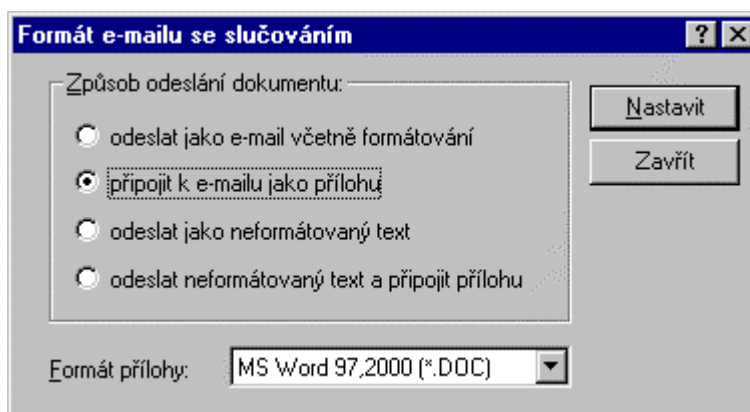 Formát e-mailu se slučováním
Způsob odeslání dokumentu:
odeslat jako e-mail včetně formátování
připojit k e-mailu jako přílohu
odeslat jako neformátovaný text
odeslat neformátovaný text a připojit přílohu
Nastavit
Zavřít
Formát přílohy: MS Word 97,2000 (*.DOC)